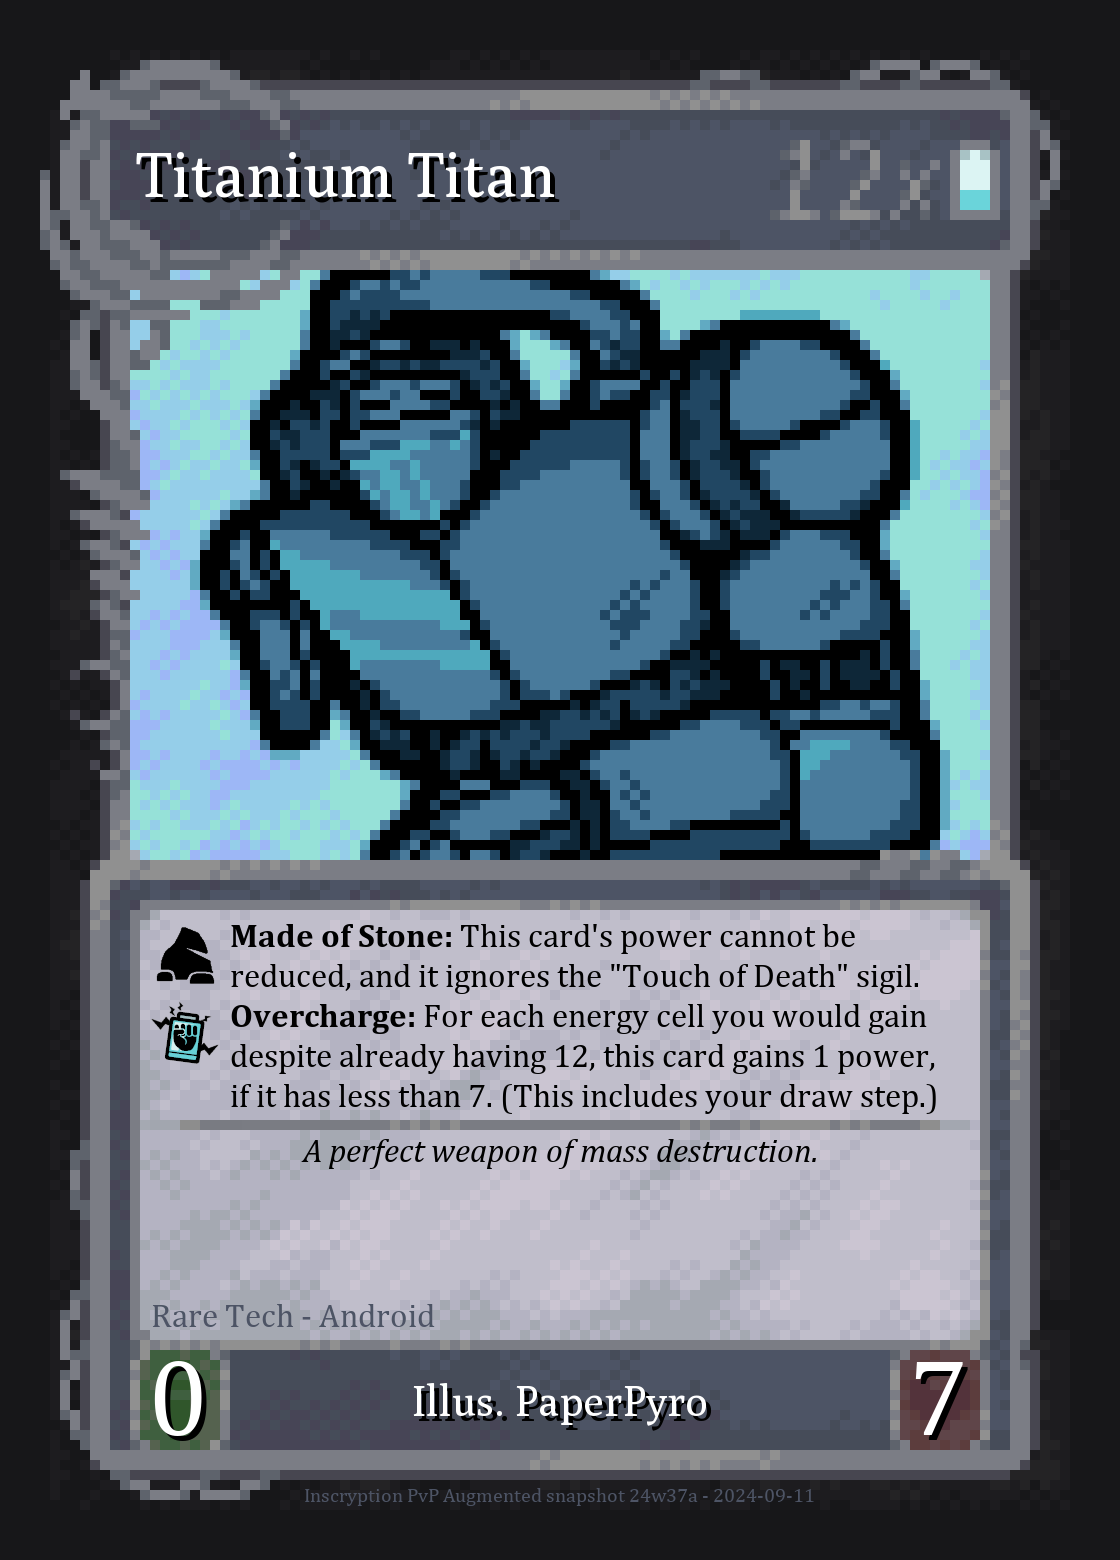 Titanium Titan 12x
Made of Stone: This card's power cannot be
reduced, and it ignores the "Touch of Death" sigil.
Overcharge: For each energy cell you would gain
despite already having 12, this card gains 1 power,
if it has less than 7. (This includes your draw step.)
A perfect weapon of mass destruction.
Rare Tech - Android
0 Illus. PaperPyro 7
Inscryption PvP Augmented snapshot 24w37a - 2024-09-11